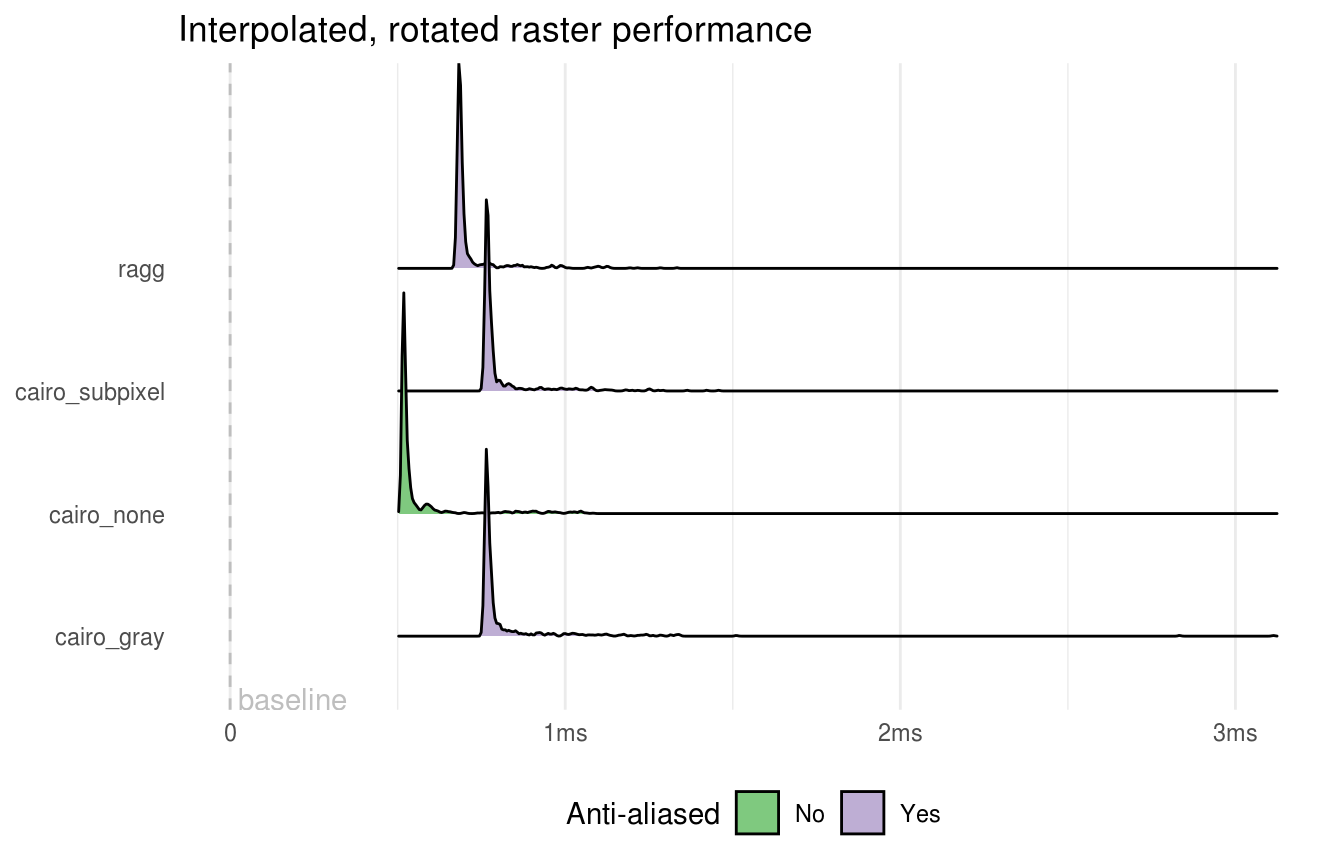 Interpolated, rotated raster performance
ragg
cairo_subpixel
cairo_none
cairo_gray
baseline
0 1ms 2ms 3ms
Anti-aliased No Yes